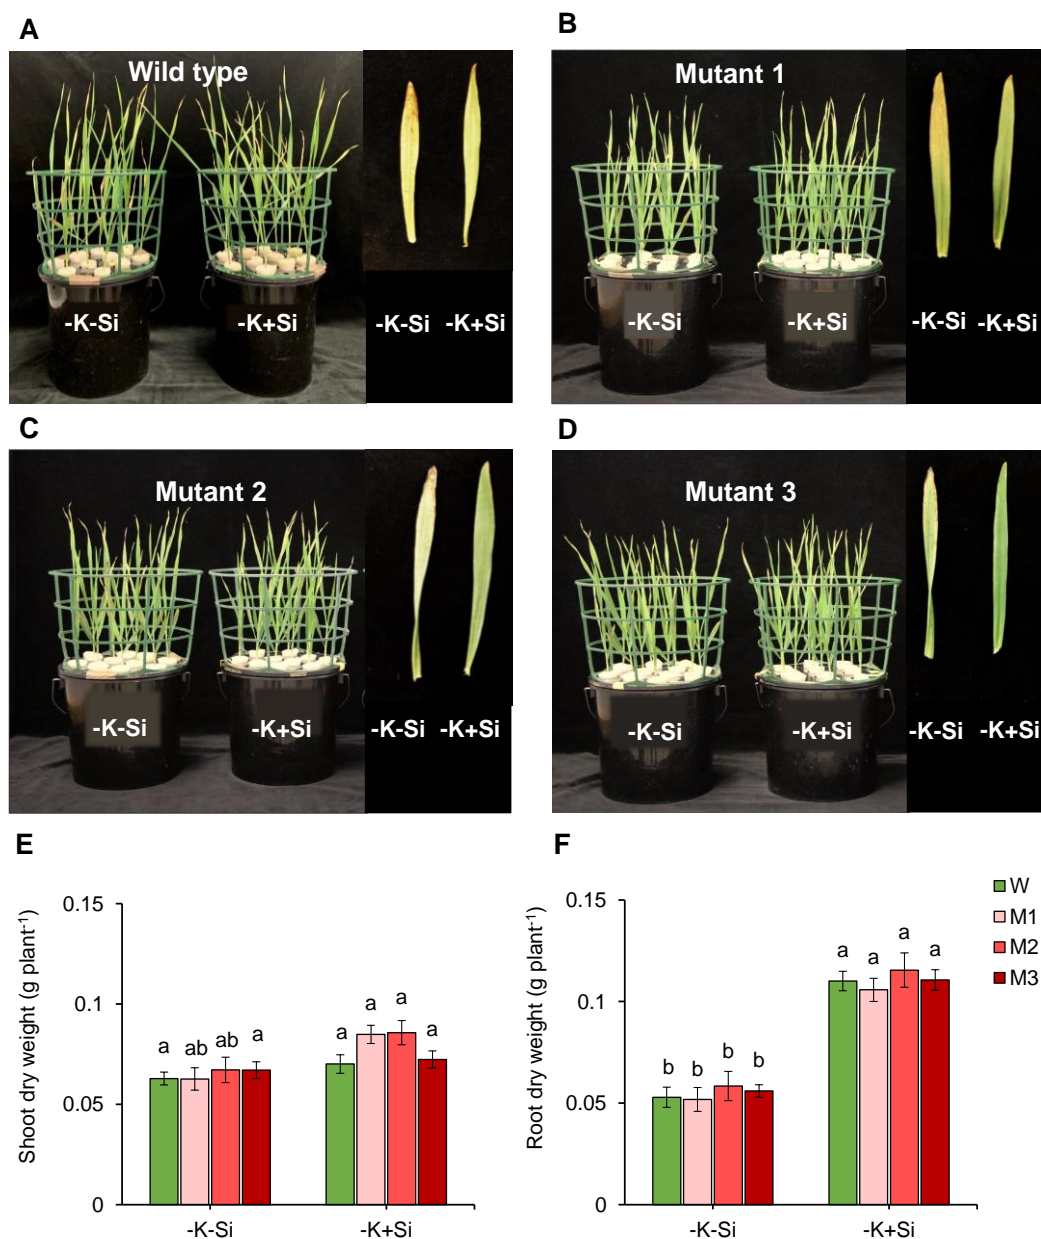 A
Wild type
-K-Si
-K+Si
-K-Si -K+Si
B
Mutant 1
-K-Si
-K+Si
-K-Si -K+Si
C
Mutant 2
-K-Si
-K+Si
-K-Si -K+Si
D
Mutant 3
-K-Si
-K+Si
-K-Si -K+Si
E
Shoot dry weight (g plant⁻¹)
0.15
0.1
0.05
0
a ab ab a
a a a a
-K-Si -K+Si
F
Root dry weight (g plant⁻¹)
0.15
0.1
0.05
0
b b b b
a a a a
-K-Si -K+Si
W
M1
M2
M3